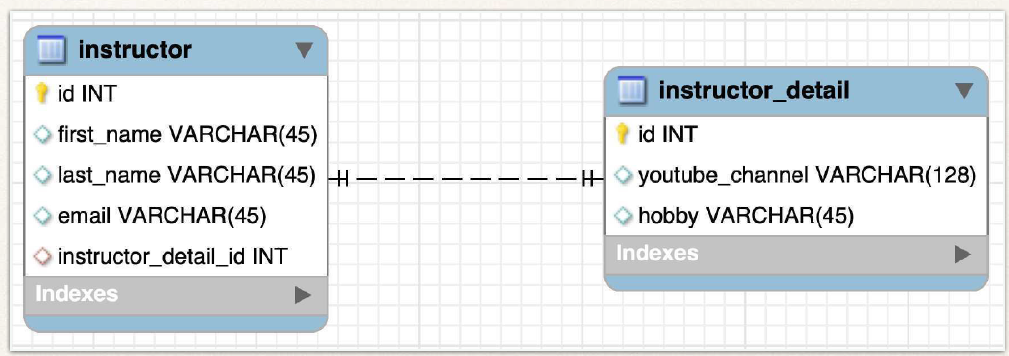 instructor
id INT
first_name VARCHAR(45)
last_name VARCHAR(45)
email VARCHAR(45)
instructor_detail_id INT
Indexes
instructor_detail
id INT
youtube_channel VARCHAR(128)
hobby VARCHAR(45)
Indexes